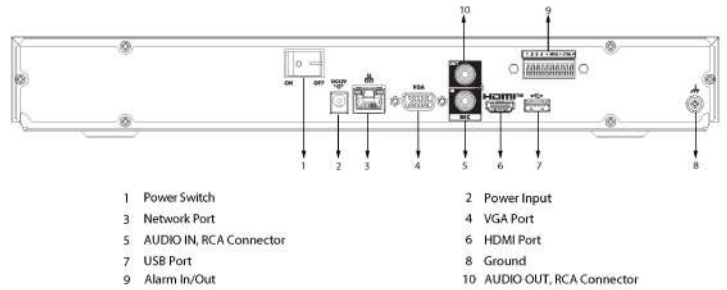 10 9
OUT
ON OFF
DC12V
VGA
IN
MIC
HDMI™
1 2 3 4 5 6 7 8
1 Power Switch 2 Power Input
3 Network Port 4 VGA Port
5 AUDIO IN, RCA Connector 6 HDMI Port
7 USB Port 8 Ground
9 Alarm In/Out 10 AUDIO OUT, RCA Connector